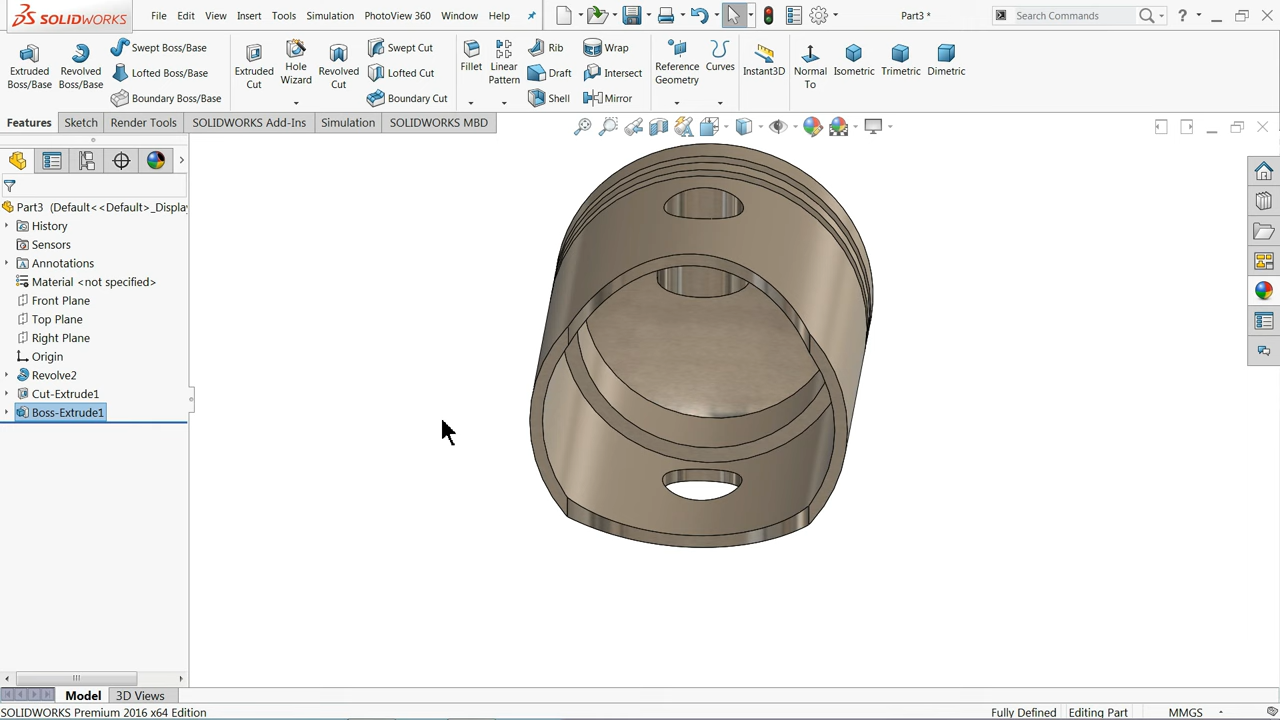 SOLIDWORKS File Edit View Insert Tools Simulation PhotoView 360 Window Help Part3 * Search Commands ?
Extruded Boss/Base
Revolved Boss/Base
Swept Boss/Base
Lofted Boss/Base
Boundary Boss/Base
Extruded Cut
Hole Wizard
Revolved Cut
Swept Cut
Lofted Cut
Boundary Cut
Fillet
Linear Pattern
Rib
Draft
Shell
Wrap
Intersect
Mirror
Reference Geometry
Curves
Instant3D
Normal To
Isometric
Trimetric
Dimetric
Features Sketch Render Tools SOLIDWORKS Add-Ins Simulation SOLIDWORKS MBD
Part3 (Default<<Default>_Displa
History
Sensors
Annotations
Material <not specified>
Front Plane
Top Plane
Right Plane
Origin
Revolve2
Cut-Extrude1
Boss-Extrude1
Model 3D Views
SOLIDWORKS Premium 2016 x64 Edition Fully Defined Editing Part MMGS